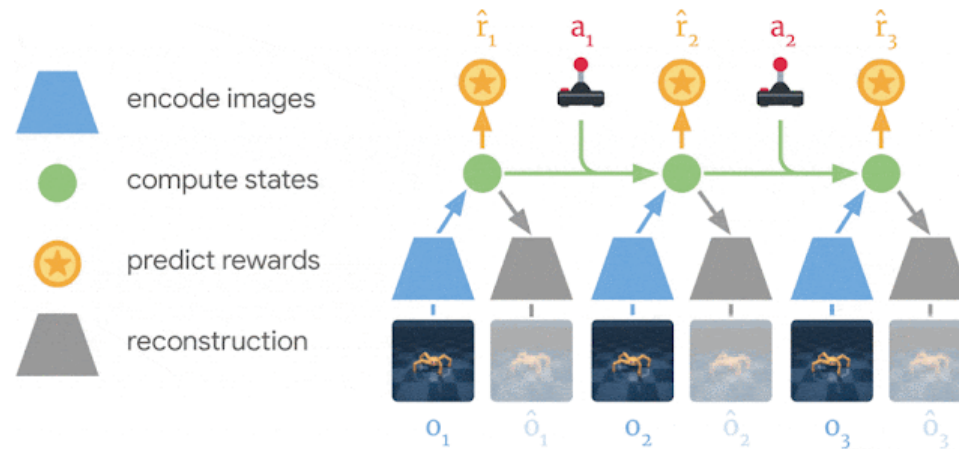 r̂₁ a₁ r̂₂ a₂ r̂₃
encode images
compute states
predict rewards
reconstruction
o₁ ô₁ o₂ ô₂ o₃ ô₃